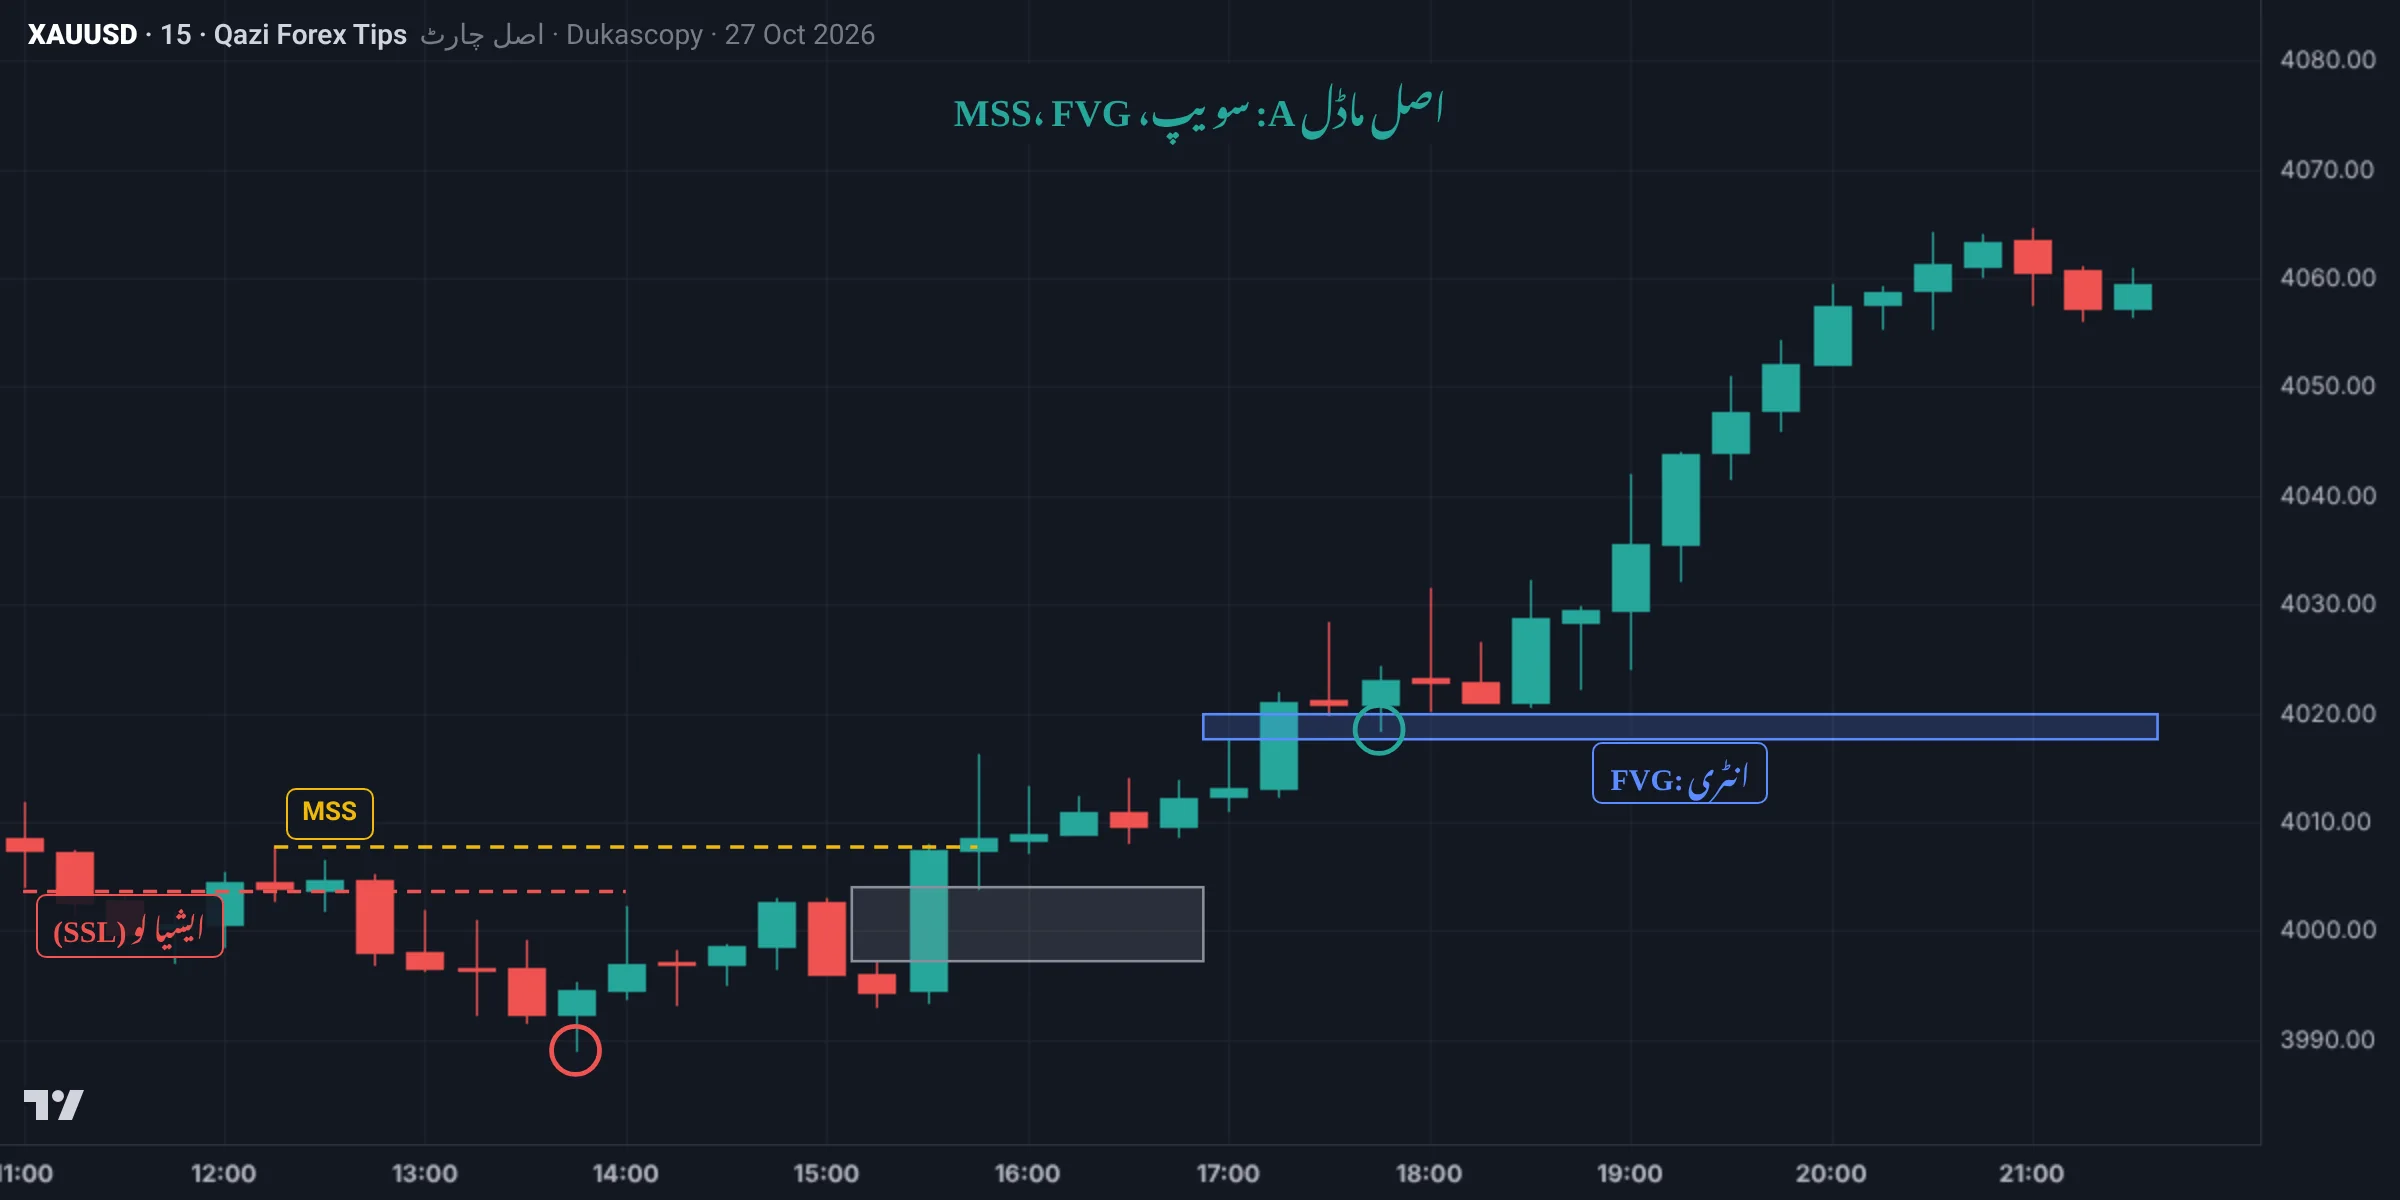 XAUUSD · 15 · Qazi Forex Tips اصل چارٹ · Dukascopy · 27 Oct 2026
اصل ماڈل A: سویپ، MSS، FVG
4080.00
4070.00
4060.00
4050.00
4040.00
4030.00
4020.00
4010.00
4000.00
3990.00
MSS
انٹری: FVG
ایشیا لو (SSL)
11:00 12:00 13:00 14:00 15:00 16:00 17:00 18:00 19:00 20:00 21:00